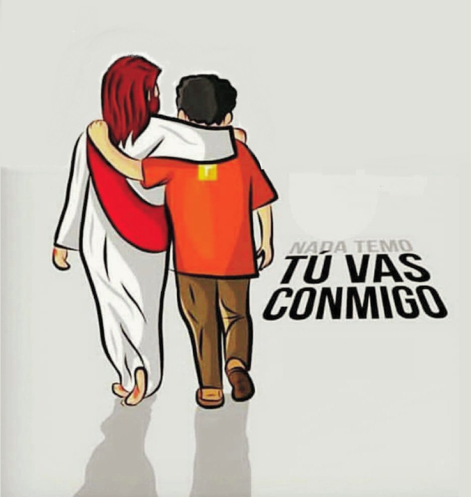 NADA TEMO
TÚ VAS
CONMIGO